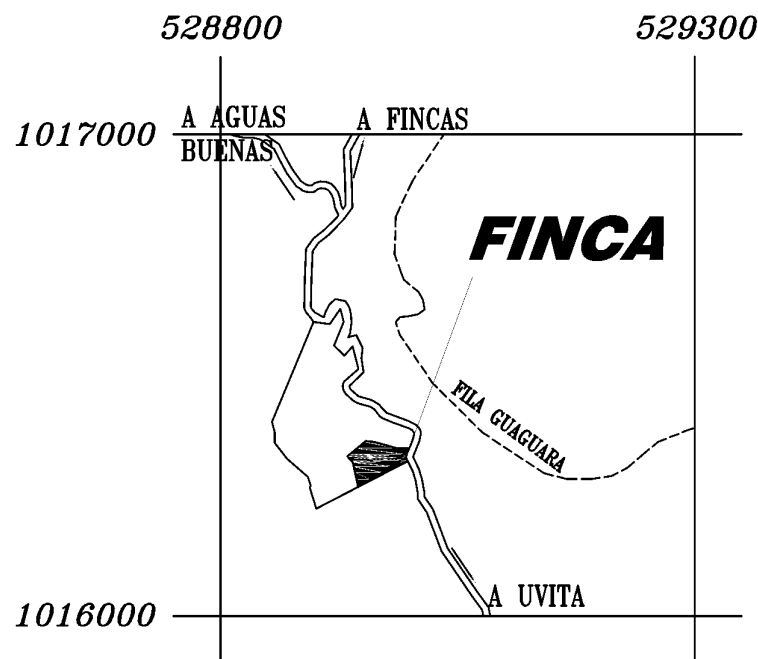 528800
529300
A AGUAS
BUENAS
A FINCAS
1017000
FINCA
FILA GUAGUARA
A UVITA
1016000